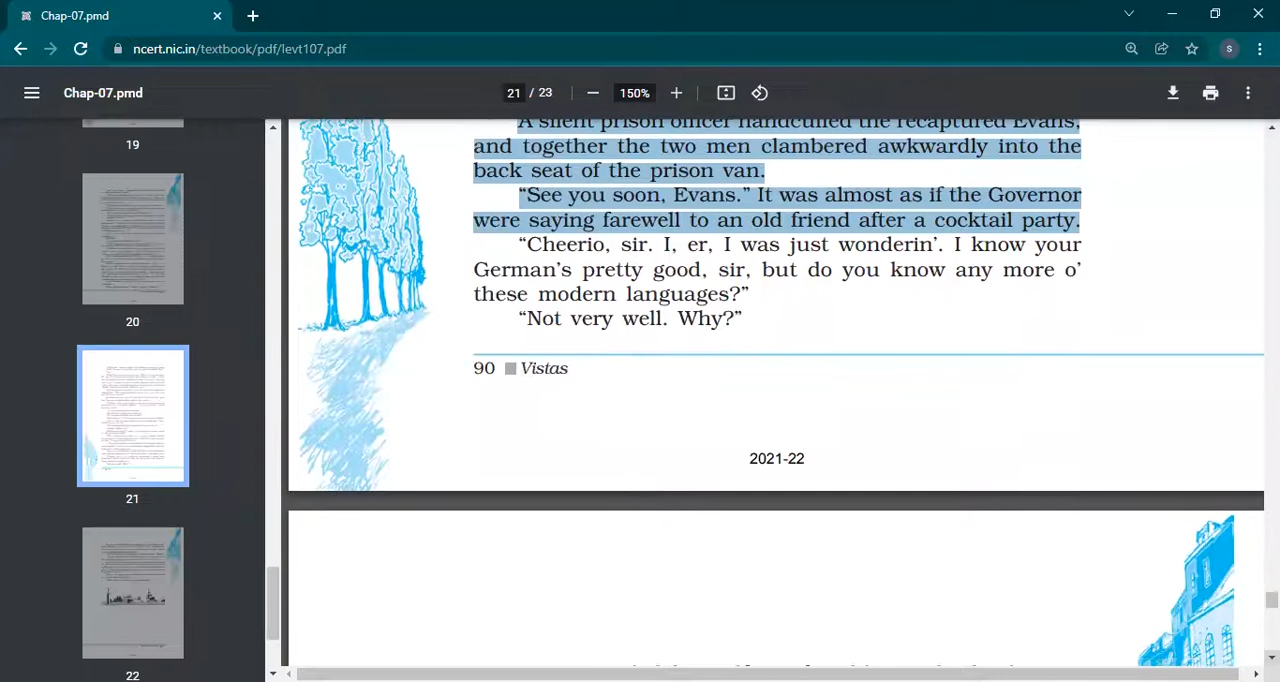 Chap-07.pmd
ncert.nic.in/textbook/pdf/levt107.pdf
S
Chap-07.pmd
21 / 23
150%
19
20
21
22
A silent prison officer handcuffed the recaptured Evans,
and together the two men clambered awkwardly into the
back seat of the prison van.
“See you soon, Evans.” It was almost as if the Governor
were saying farewell to an old friend after a cocktail party.
“Cheerio, sir. I, er, I was just wonderin’. I know your
German’s pretty good, sir, but do you know any more o’
these modern languages?”
“Not very well. Why?”
90 Vistas
2021-22